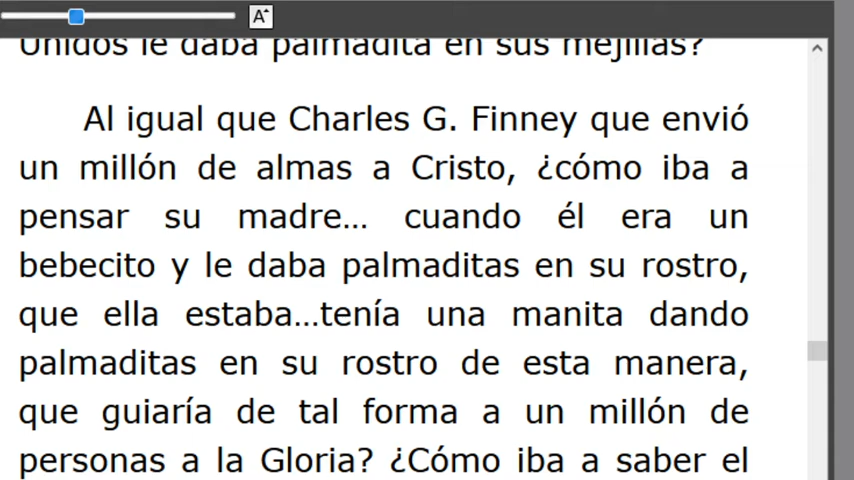 A
Unidos le daba palmadita en sus mejillas?
Al igual que Charles G. Finney que envió
un millón de almas a Cristo, ¿cómo iba a
pensar su madre... cuando él era un
bebecito y le daba palmaditas en su rostro,
que ella estaba...tenía una manita dando
palmaditas en su rostro de esta manera,
que guiaría de tal forma a un millón de
personas a la Gloria? ¿Cómo iba a saber el